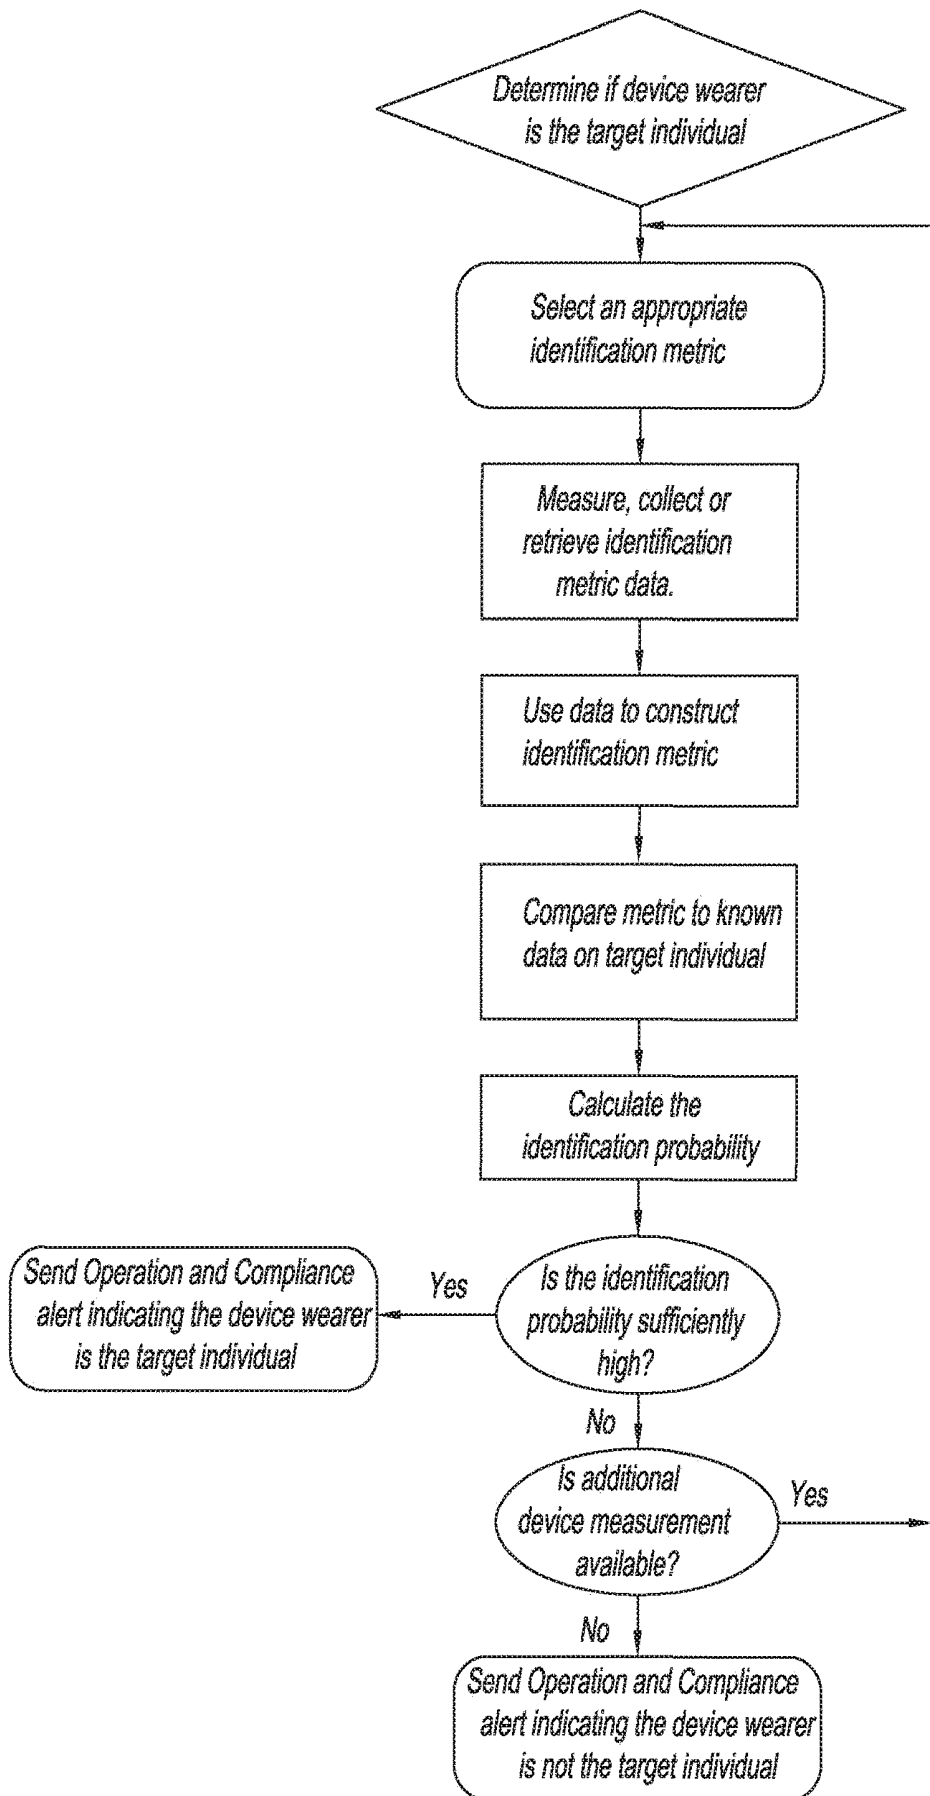 Determine if device wearer
is the target individual
Select an appropriate
identification metric
Measure, collect or
retrieve identification
metric data.
Use data to construct
identification metric
Compare metric to known
data on target individual
Calculate the
identification probability
Is the identification
probability sufficiently
high?
Yes
Send Operation and Compliance
alert indicating the device wearer
is the target individual
No
Is additional
device measurement
available?
Yes
No
Send Operation and Compliance
alert indicating the device wearer
is not the target individual